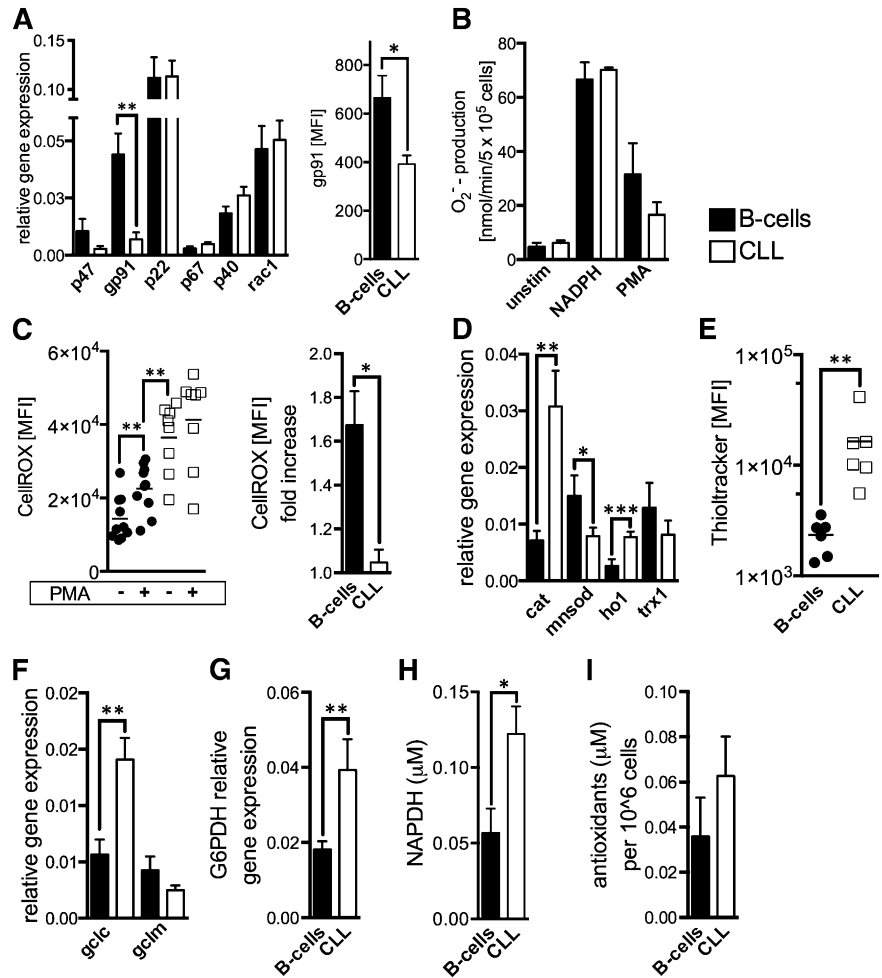 A
relative gene expression
0.15
0.10
0.05
0.03
0.00
**
p47
gp91
p22
p67
p40
rac1
gp91 [MFI]
800
600
400
200
0
*
B-cells
CLL
B
O2- - production
[nmol/min/5 x 10^5 cells]
80
60
40
20
0
unstim
NADPH
PMA
B-cells
CLL
C
CellROX [MFI]
6×10^4
4×10^4
2×10^4
0
**
**
PMA - + - +
CellROX [MFI]
fold increase
2.0
1.8
1.6
1.4
1.2
1.0
*
B-cells
CLL
D
relative gene expression
0.04
0.03
0.02
0.01
0.00
**
*
***
cat
mnsod
ho1
trx1
E
Thioltracker [MFI]
1×10^5
1×10^4
1×10^3
**
B-cells
CLL
F
relative gene expression
0.02
0.02
0.01
0.01
0.00
**
gclc
gclm
G
G6PDH relative
gene expression
0.06
0.04
0.02
0.00
**
B-cells
CLL
H
NAPDH (μM)
0.15
0.10
0.05
0.00
*
B-cells
CLL
I
antioxidants (μM)
per 10^6 cells
0.10
0.08
0.06
0.04
0.02
0.00
B-cells
CLL